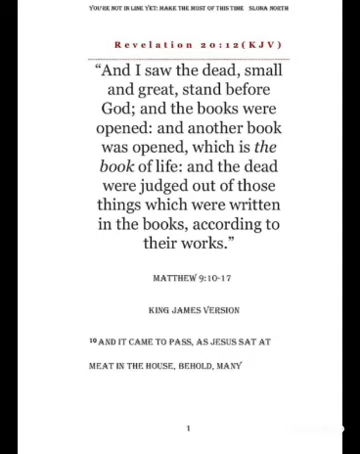 YOU'RE NOT IN LINE YET: MAKE THE MOST OF THIS TIME SLONA NORTH
Revelation 20:12(KJV)
“And I saw the dead, small
and great, stand before
God; and the books were
opened: and another book
was opened, which is the
book of life: and the dead
were judged out of those
things which were written
in the books, according to
their works.”
MATTHEW 9:10-17
KING JAMES VERSION
10 AND IT CAME TO PASS, AS JESUS SAT AT
MEAT IN THE HOUSE, BEHOLD, MANY
1